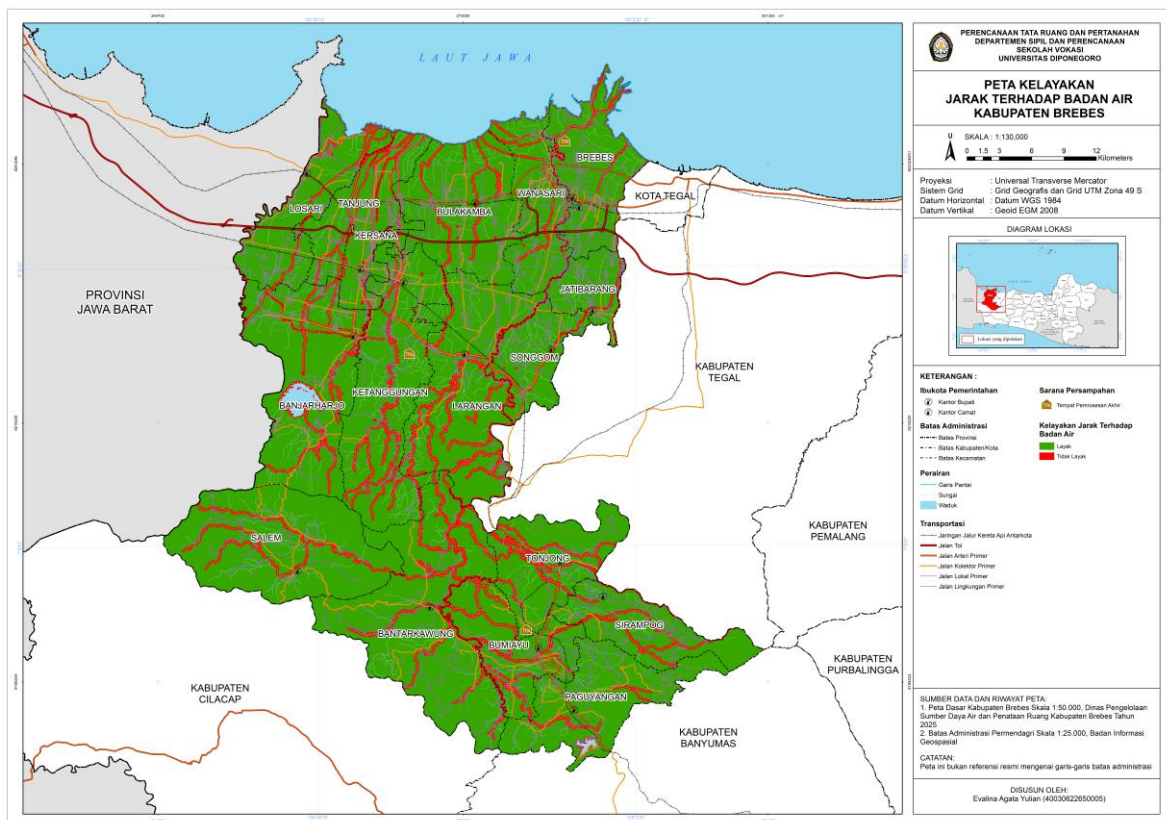 LAUT JAWA
BREBES
WANASARI
KOTA TEGAL
LOSARI
TANJUNG
BULAKAMBA
KERSANA
PROVINSI
JAWA BARAT
JATIBARANG
SONGGOM
KABUPATEN
TEGAL
BANJARHARJO
KETANGGUNGAN
LARANGAN
KABUPATEN
PEMALANG
SALEM
TONJONG
BANTARKAWUNG
BUMIAYU
SIRAMPOG
PAGUYANGAN
KABUPATEN
PURBALINGGA
KABUPATEN
CILACAP
KABUPATEN
BANYUMAS
PERENCANAAN TATA RUANG DAN PERTANAHAN
DEPARTEMEN SIPIL DAN PERENCANAAN
SEKOLAH VOKASI
UNIVERSITAS DIPONEGORO
PETA KELAYAKAN
JARAK TERHADAP BADAN AIR
KABUPATEN BREBES
U
SKALA : 1:130,000
0 1.5 3 6 9 12
Kilometers
Proyeksi : Universal Transverse Mercator
Sistem Grid : Grid Geografis dan Grid UTM Zona 49 S
Datum Horizontal : Datum WGS 1984
Datum Vertikal : Geoid EGM 2008
DIAGRAM LOKASI
Lokasi yang dipetakan
KETERANGAN :
Ibukota Pemerintahan
Kantor Bupati
Kantor Camat
Batas Administrasi
Batas Provinsi
Batas Kabupaten/Kota
Batas Kecamatan
Perairan
Garis Pantai
Sungai
Waduk
Transportasi
Jaringan Jalur Kereta Api Antarkota
Jalan Tol
Jalan Arteri Primer
Jalan Kolektor Primer
Jalan Lokal Primer
Jalan Lingkungan Primer
Sarana Persampahan
Tempat Pemrosesan Akhir
Kelayakan Jarak Terhadap
Badan Air
Layak
Tidak Layak
SUMBER DATA DAN RIWAYAT PETA:
1. Peta Dasar Kabupaten Brebes Skala 1:50.000, Dinas Pengelolaan
Sumber Daya Air dan Penataan Ruang Kabupaten Brebes Tahun
2025
2. Batas Administrasi Permendagri Skala 1:25.000, Badan Informasi
Geospasial
CATATAN:
Peta ini bukan referensi resmi mengenai garis-garis batas administrasi
DISUSUN OLEH:
Evalina Agata Yulian (40030622650005)